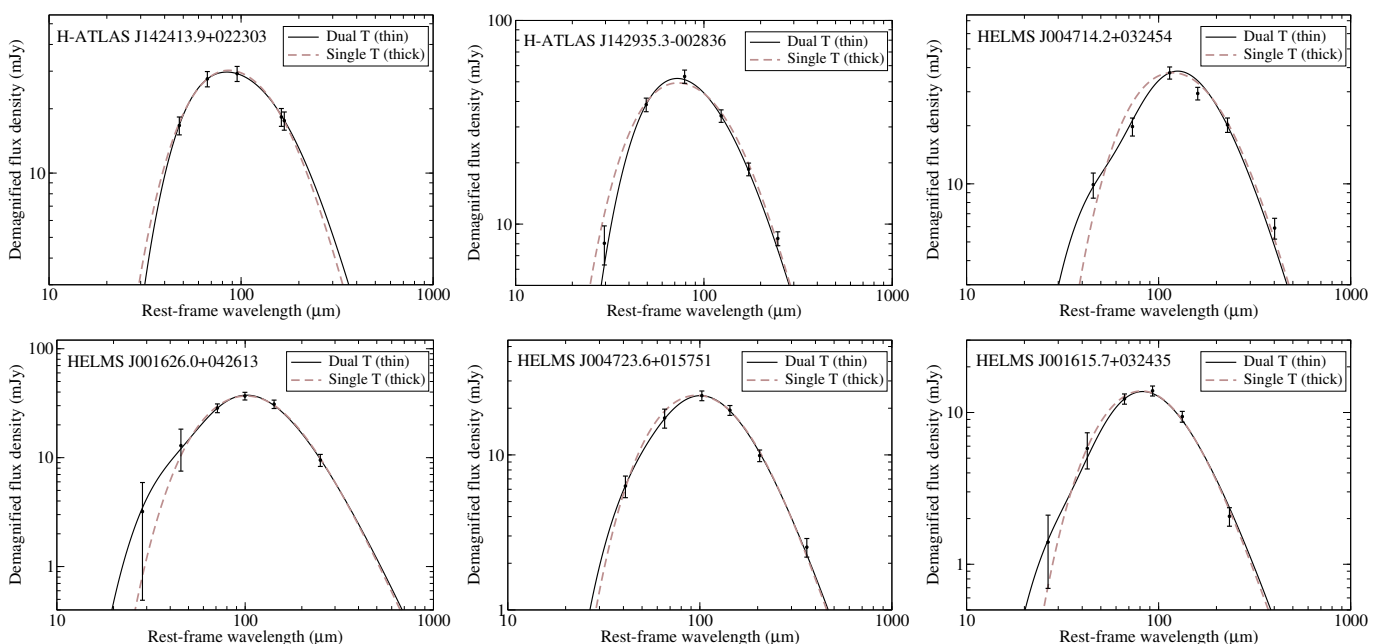 H-ATLAS J142413.9+022303
Dual T (thin)
Single T (thick)
10
Demagnified flux density (mJy)
10
100
1000
Rest-frame wavelength (μm)
H-ATLAS J142935.3-002836
Dual T (thin)
Single T (thick)
100
10
Demagnified flux density (mJy)
10
100
1000
Rest-frame wavelength (μm)
HELMS J004714.2+032454
Dual T (thin)
Single T (thick)
10
Demagnified flux density (mJy)
10
100
1000
Rest-frame wavelength (μm)
HELMS J001626.0+042613
Dual T (thin)
Single T (thick)
100
10
1
Demagnified flux density (mJy)
10
100
1000
Rest-frame wavelength (μm)
HELMS J004723.6+015751
Dual T (thin)
Single T (thick)
10
1
Demagnified flux density (mJy)
10
100
1000
Rest-frame wavelength (μm)
HELMS J001615.7+032435
Dual T (thin)
Single T (thick)
10
1
Demagnified flux density (mJy)
10
100
1000
Rest-frame wavelength (μm)